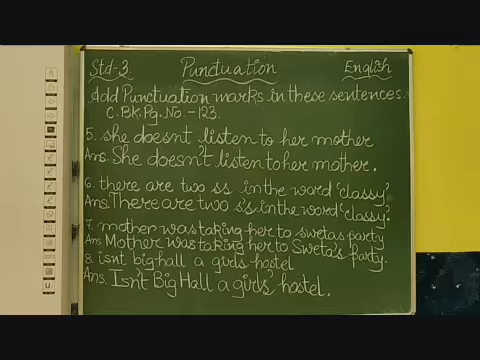 Std-3 Punctuation English
Add Punctuation marks in these sentences.
C. Bk. Pg. No. - 123.
5. she doesnt listen to her mother
Ans. She doesn't listen to her mother.
6. there are two ss in the word 'classy'
Ans. There are two s's in the word 'classy'.
7. mother was taking her to swetas party
Ans. Mother was taking her to Sweta's party.
8. isnt big hall a girls hostel
Ans. Isn't Big Hall a girls' hostel.